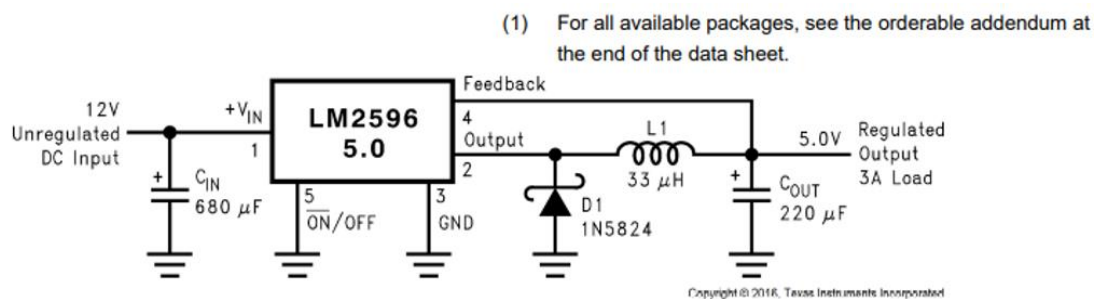 (1) For all available packages, see the orderable addendum at
the end of the data sheet.
Feedback
12V
Unregulated
DC Input
+VIN
1
LM2596
5.0
4
Output
2
L1
33 μH
5.0V
Regulated
Output
3A Load
+
CIN
680 μF
5
ON/OFF
3
GND
D1
1N5824
+
COUT
220 μF
Copyright © 2016, Texas Instruments Incorporated